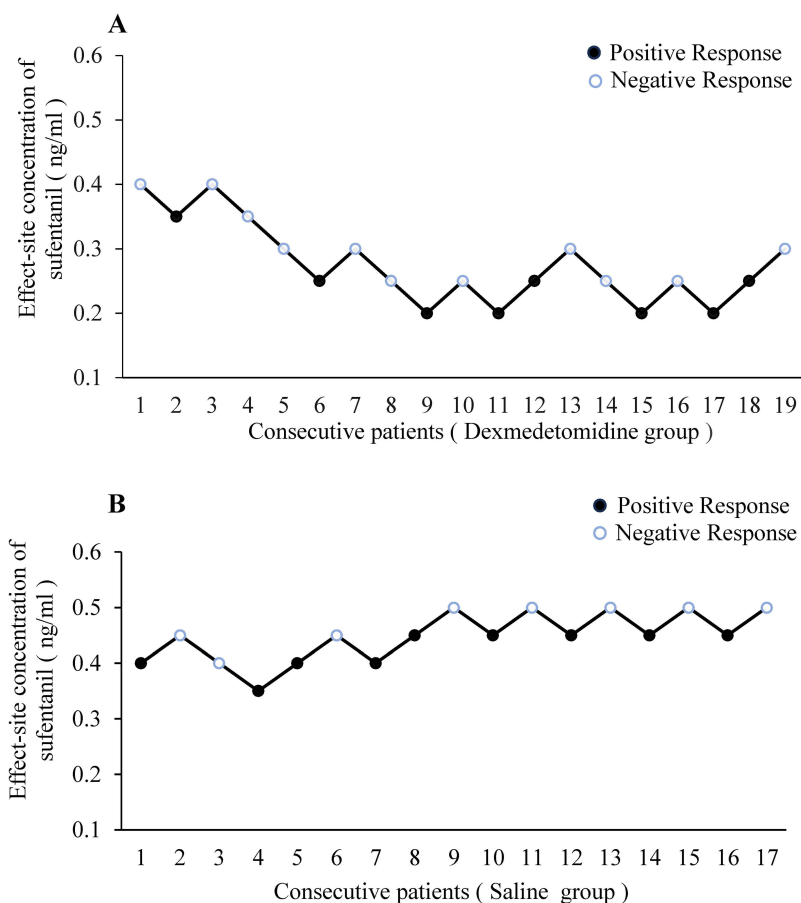 A
Positive Response
Negative Response
Effect-site concentration of
sufentanil ( ng/ml )
0.6
0.5
0.4
0.3
0.2
0.1
1 2 3 4 5 6 7 8 9 10 11 12 13 14 15 16 17 18 19
Consecutive patients ( Dexmedetomidine group )
B
Positive Response
Negative Response
Effect-site concentration of
sufentanil ( ng/ml )
0.6
0.5
0.4
0.3
0.2
0.1
1 2 3 4 5 6 7 8 9 10 11 12 13 14 15 16 17
Consecutive patients ( Saline group )